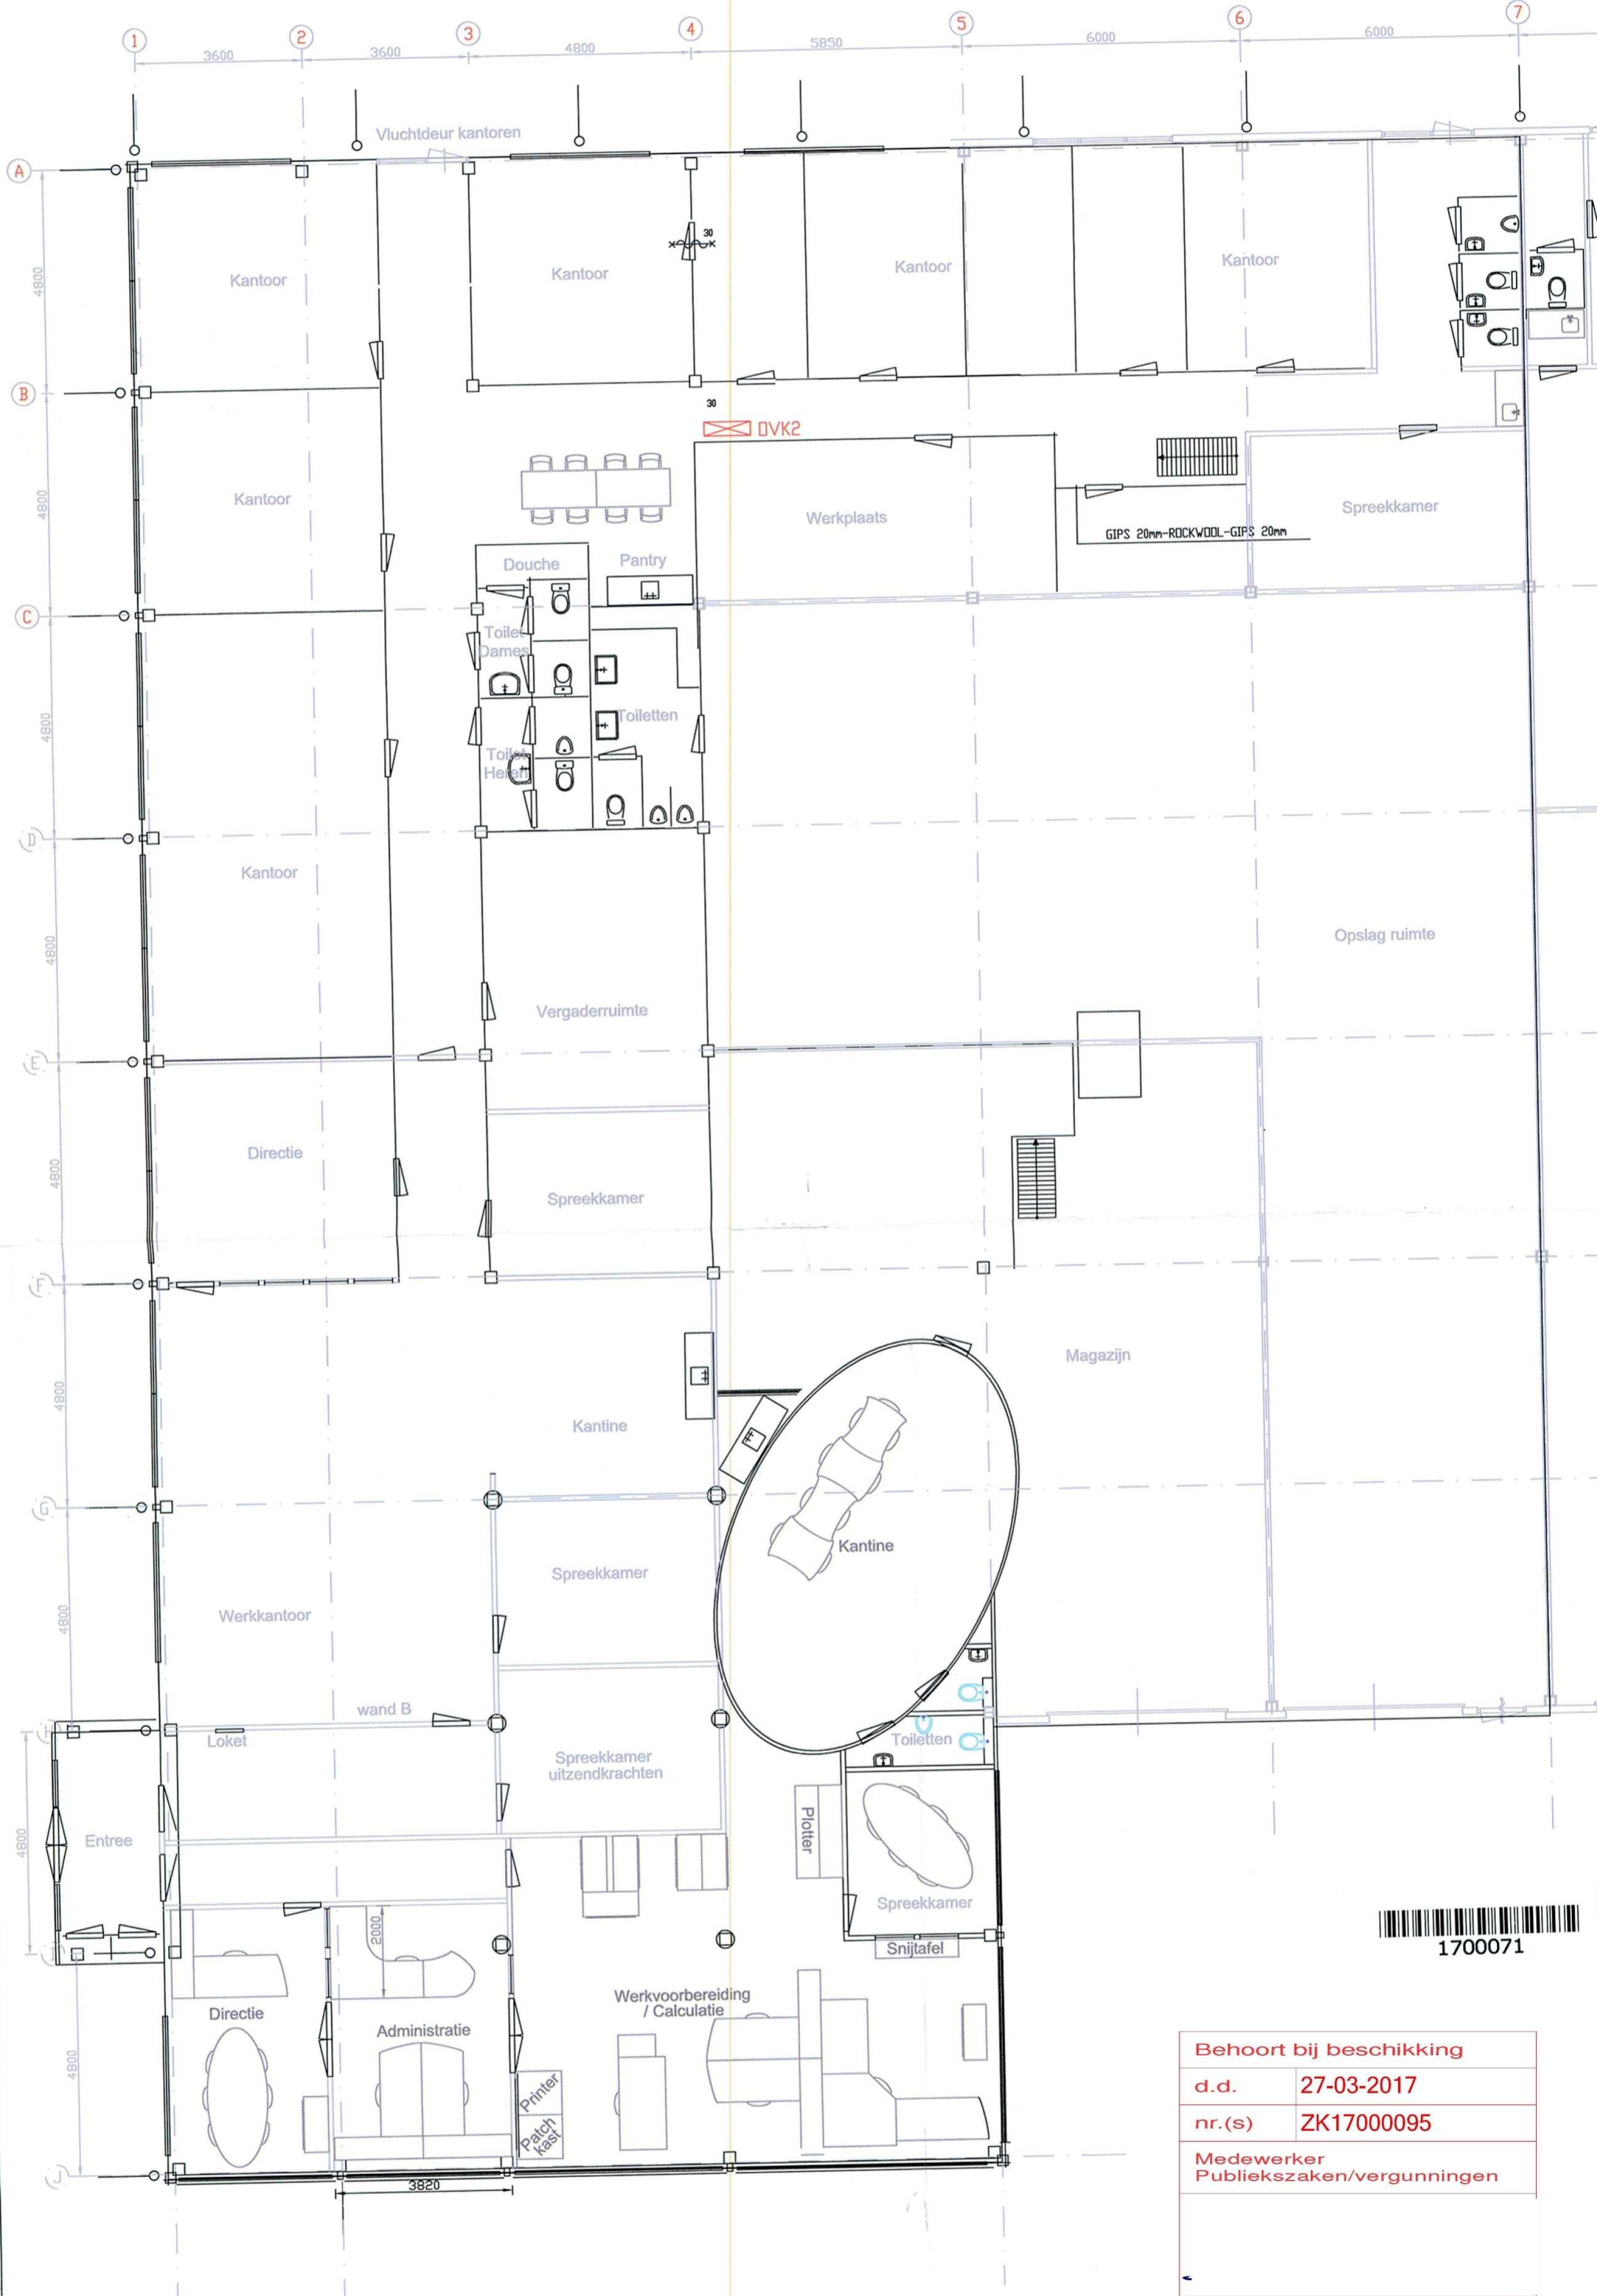 1
2
3
4
5
6
7
3600
3600
4800
5850
6000
6000
Vluchtdeur kantoren
A
4800
Kantoor
Kantoor
30
Kantoor
Kantoor
B
30
DVK2
4800
Kantoor
Werkplaats
Spreekkamer
GIPS 20mm-ROCKWOOL-GIPS 20mm
Douche
Pantry
C
Toilet
Dames
4800
Toiletten
Toilet
Heren
D
Kantoor
4800
Opslag ruimte
Vergaderruimte
E
4800
Directie
Spreekkamer
F
4800
Magazijn
Kantine
G
Kantine
Spreekkamer
4800
Werkkantoor
wand B
H
Loket
Toiletten
Spreekkamer
uitzendkrachten
4800
Entree
Plotter
Spreekkamer
2000
Snijtafel
1700071
Werkvoorbereiding
/ Calculatie
Directie
Administratie
4800
Printer
Patch
kast
J
3820
Behoort bij beschikking
d.d. 27-03-2017
nr.(s) ZK17000095
Medewerker
Publiekszaken/vergunningen